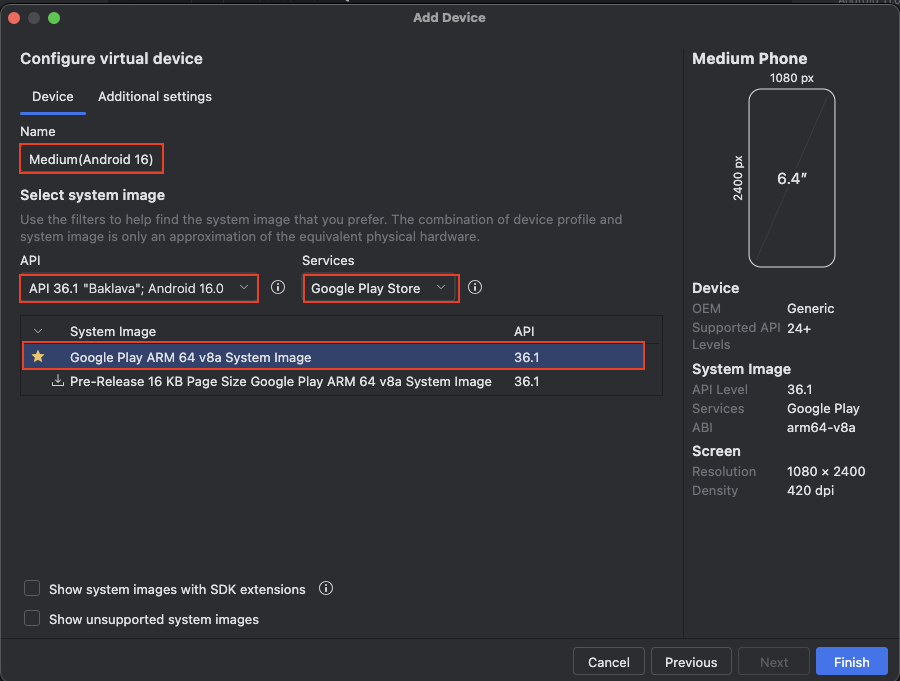 Add Device
Configure virtual device
Device Additional settings
Name
Medium(Android 16)
Select system image
Use the filters to help find the system image that you prefer. The combination of device profile and
system image is only an approximation of the equivalent physical hardware.
API Services
API 36.1 "Baklava"; Android 16.0 Google Play Store
System Image API
Google Play ARM 64 v8a System Image 36.1
Pre-Release 16 KB Page Size Google Play ARM 64 v8a System Image 36.1
Show system images with SDK extensions
Show unsupported system images
Medium Phone
1080 px
2400 px
6.4″
Device
OEM Generic
Supported API 24+
Levels
System Image
API Level 36.1
Services Google Play
ABI arm64-v8a
Screen
Resolution 1080 × 2400
Density 420 dpi
Cancel Previous Next Finish